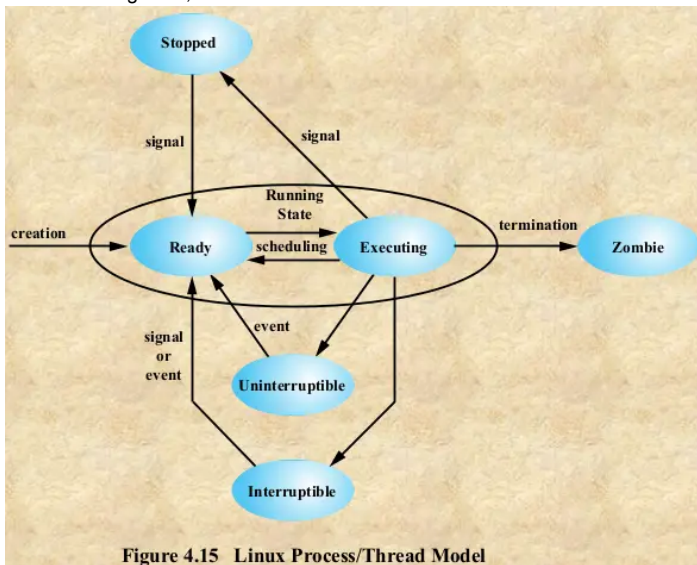 Stopped
signal
signal
Running
State
creation
Ready
scheduling
Executing
termination
Zombie
signal
or
event
event
Uninterruptible
Interruptible
Figure 4.15 Linux Process/Thread Model